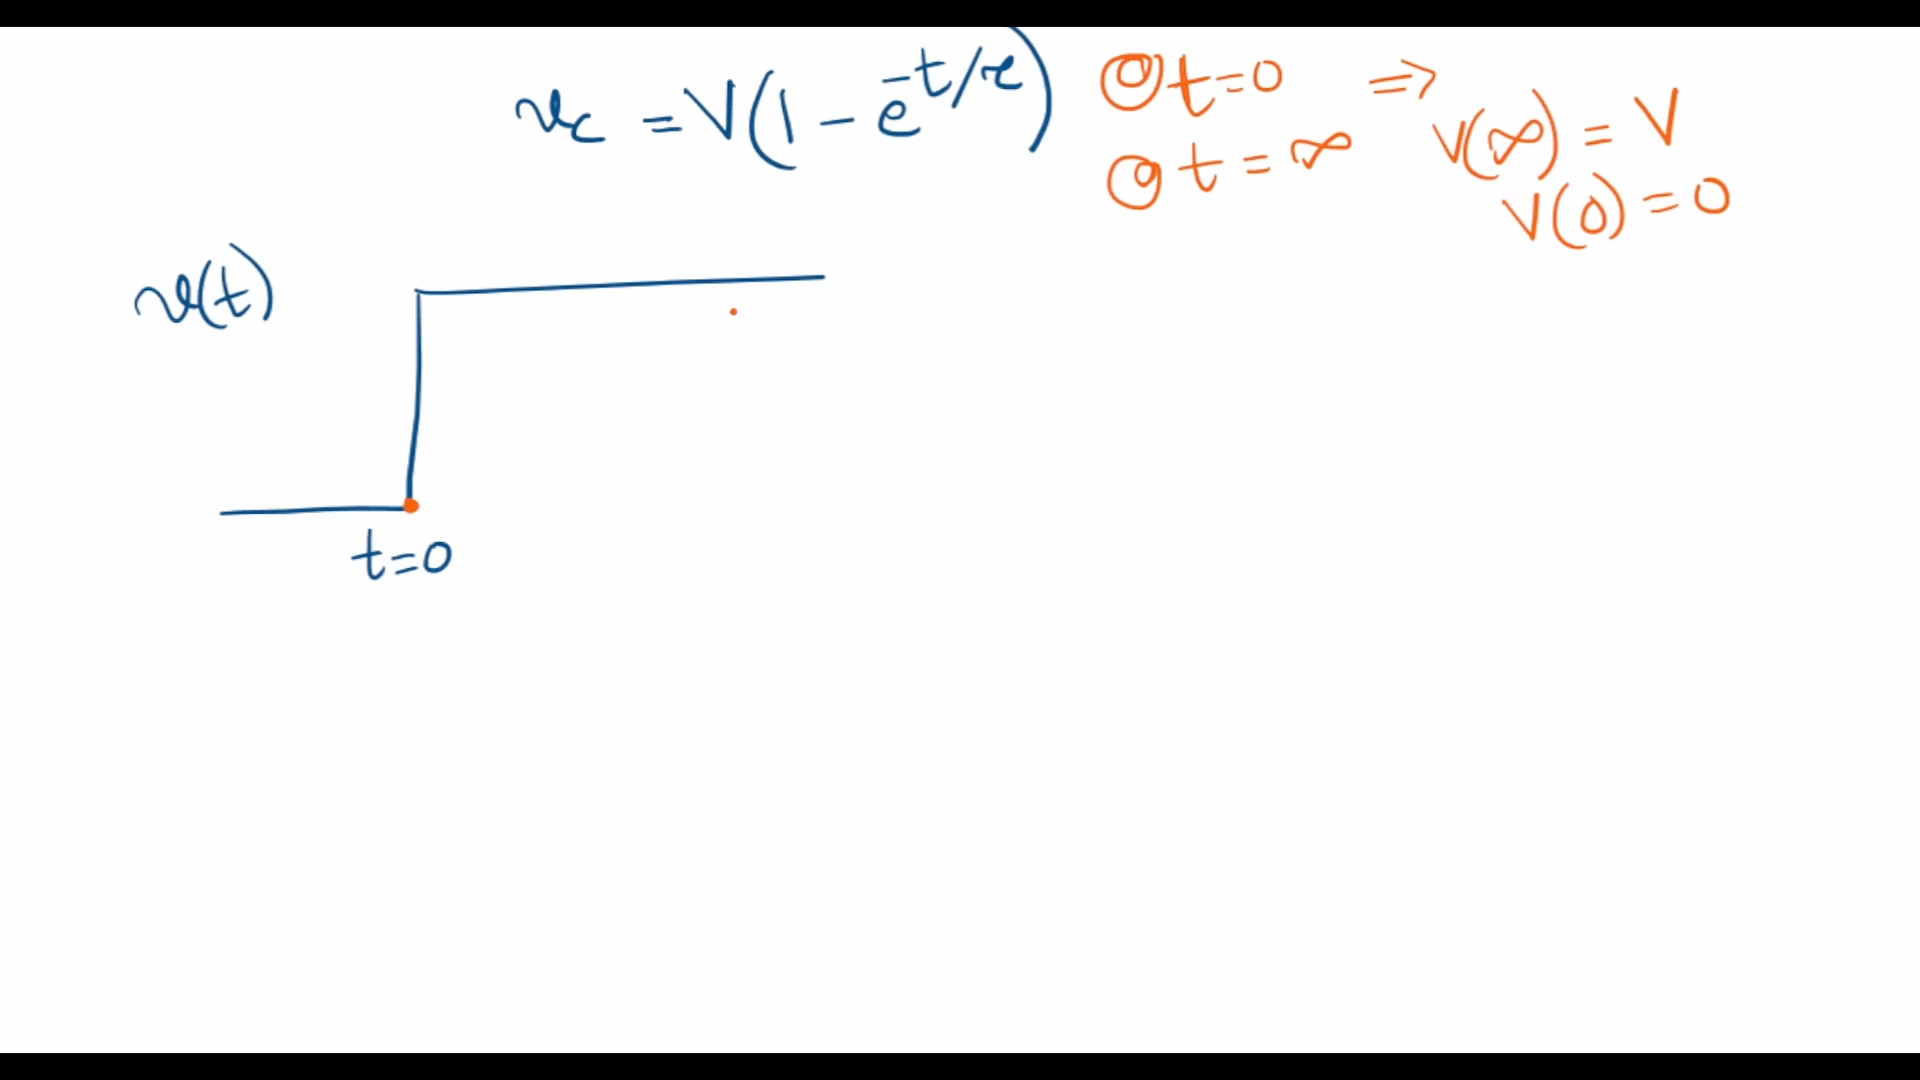 v_c = V(1 - e^{-t/τ}) @ t=0 ⇒
@ t = ∞ V(∞) = V
V(0) = 0
v(t)
t=0